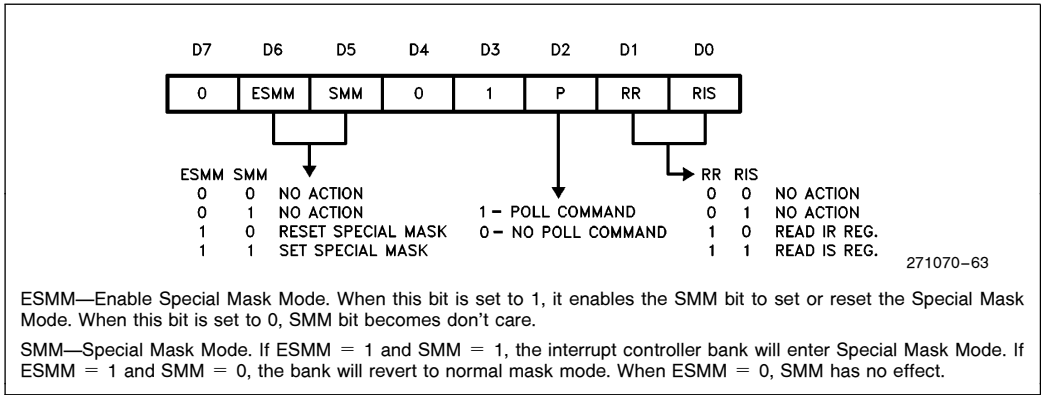 D7 D6 D5 D4 D3 D2 D1 D0
0 ESMM SMM 0 1 P RR RIS
ESMM SMM
0 0 NO ACTION
0 1 NO ACTION
1 0 RESET SPECIAL MASK
1 1 SET SPECIAL MASK
1 – POLL COMMAND
0 – NO POLL COMMAND
RR RIS
0 0 NO ACTION
0 1 NO ACTION
1 0 READ IR REG.
1 1 READ IS REG.
271070–63
ESMM—Enable Special Mask Mode. When this bit is set to 1, it enables the SMM bit to set or reset the Special Mask
Mode. When this bit is set to 0, SMM bit becomes don't care.
SMM—Special Mask Mode. If ESMM = 1 and SMM = 1, the interrupt controller bank will enter Special Mask Mode. If
ESMM = 1 and SMM = 0, the bank will revert to normal mask mode. When ESMM = 0, SMM has no effect.